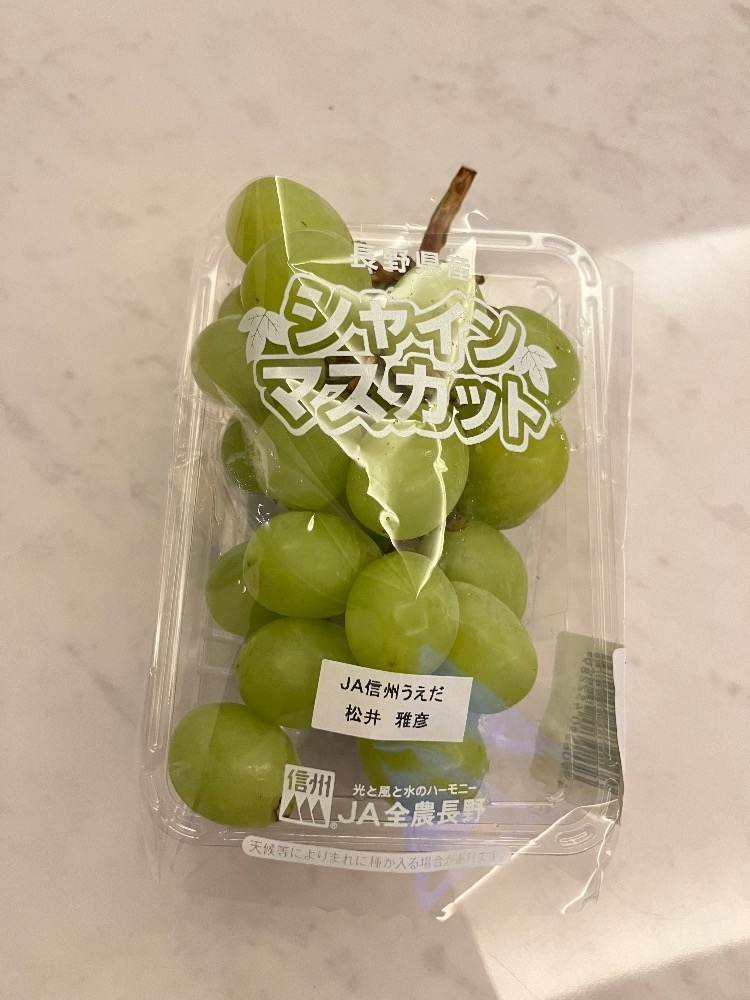 長野県産
シャイン
マスカット
JA信州うえだ
松井 雅彦
信州
光と風と水のハーモニー
JA全農長野
天候等によりまれに種が入る場合があります